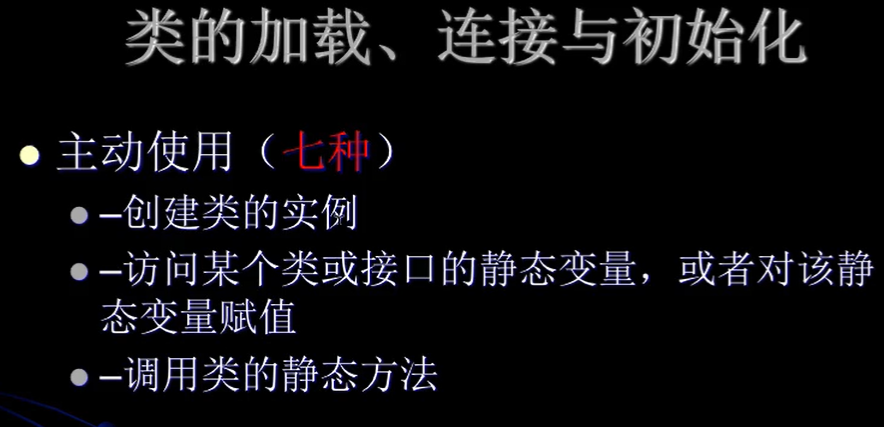 类的加载、连接与初始化
主动使用（七种）
–创建类的实例
–访问某个类或接口的静态变量，或者对该静
态变量赋值
–调用类的静态方法